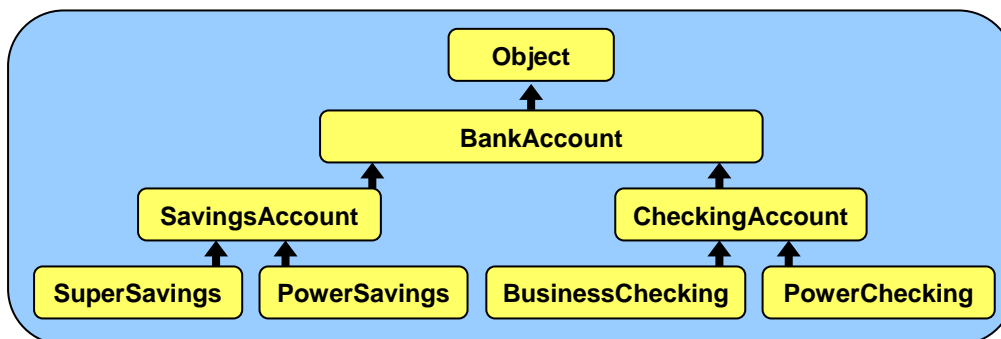 Object
BankAccount
SavingsAccount
CheckingAccount
SuperSavings
PowerSavings
BusinessChecking
PowerChecking